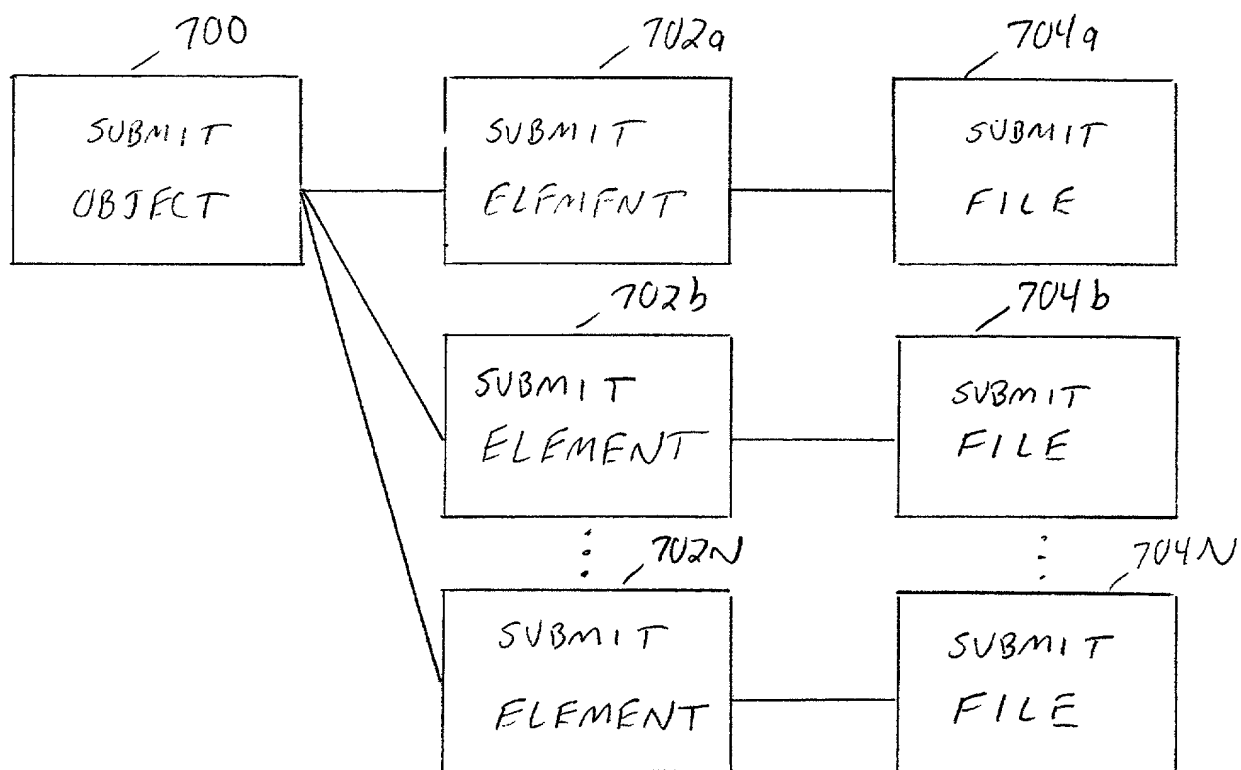 700
SUBMIT
OBJECT
702a
SUBMIT
ELEMENT
704a
SUBMIT
FILE
702b
SUBMIT
ELEMENT
704b
SUBMIT
FILE
702N
SUBMIT
ELEMENT
704N
SUBMIT
FILE